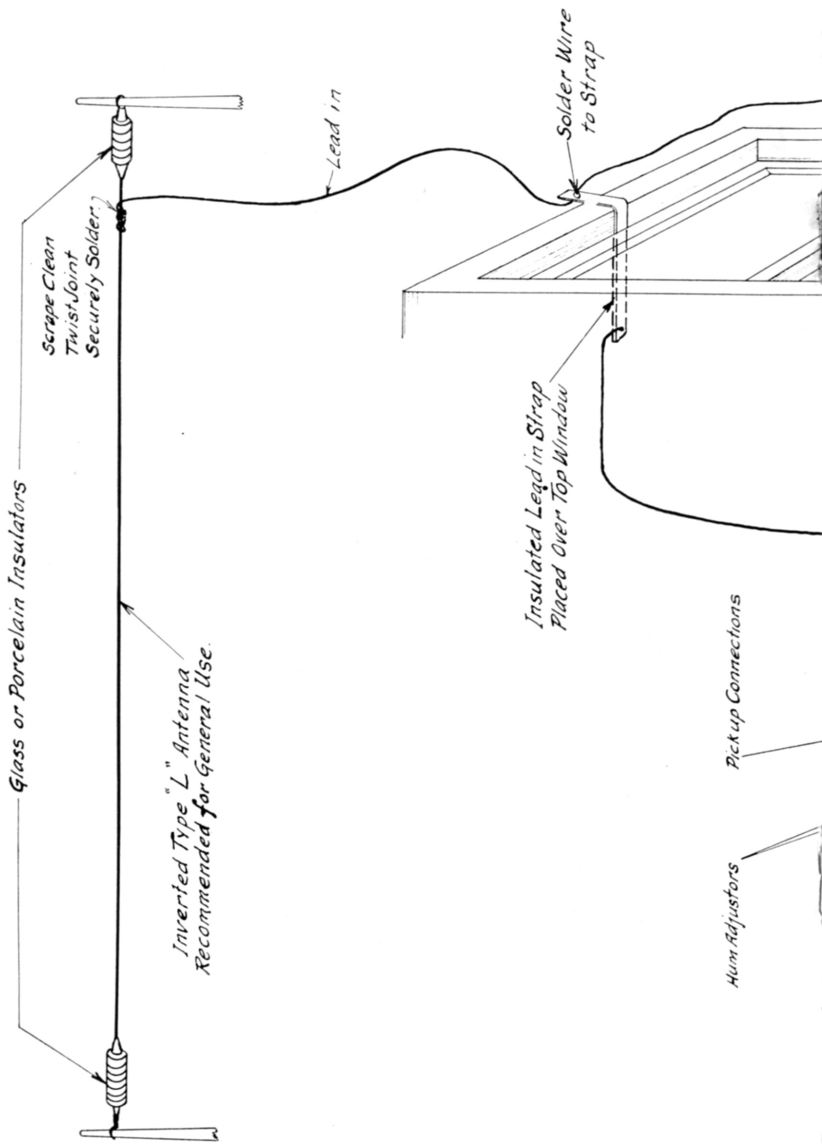 Glass or Porcelain Insulators
Scrape Clean
Twist Joint
Securely Solder
Lead in
Solder Wire
to Strap
Inverted Type "L" Antenna
Recommended for General Use.
Insulated Lead in Strap
Placed Over Top Window
Pickup Connections
Hum Adjustors